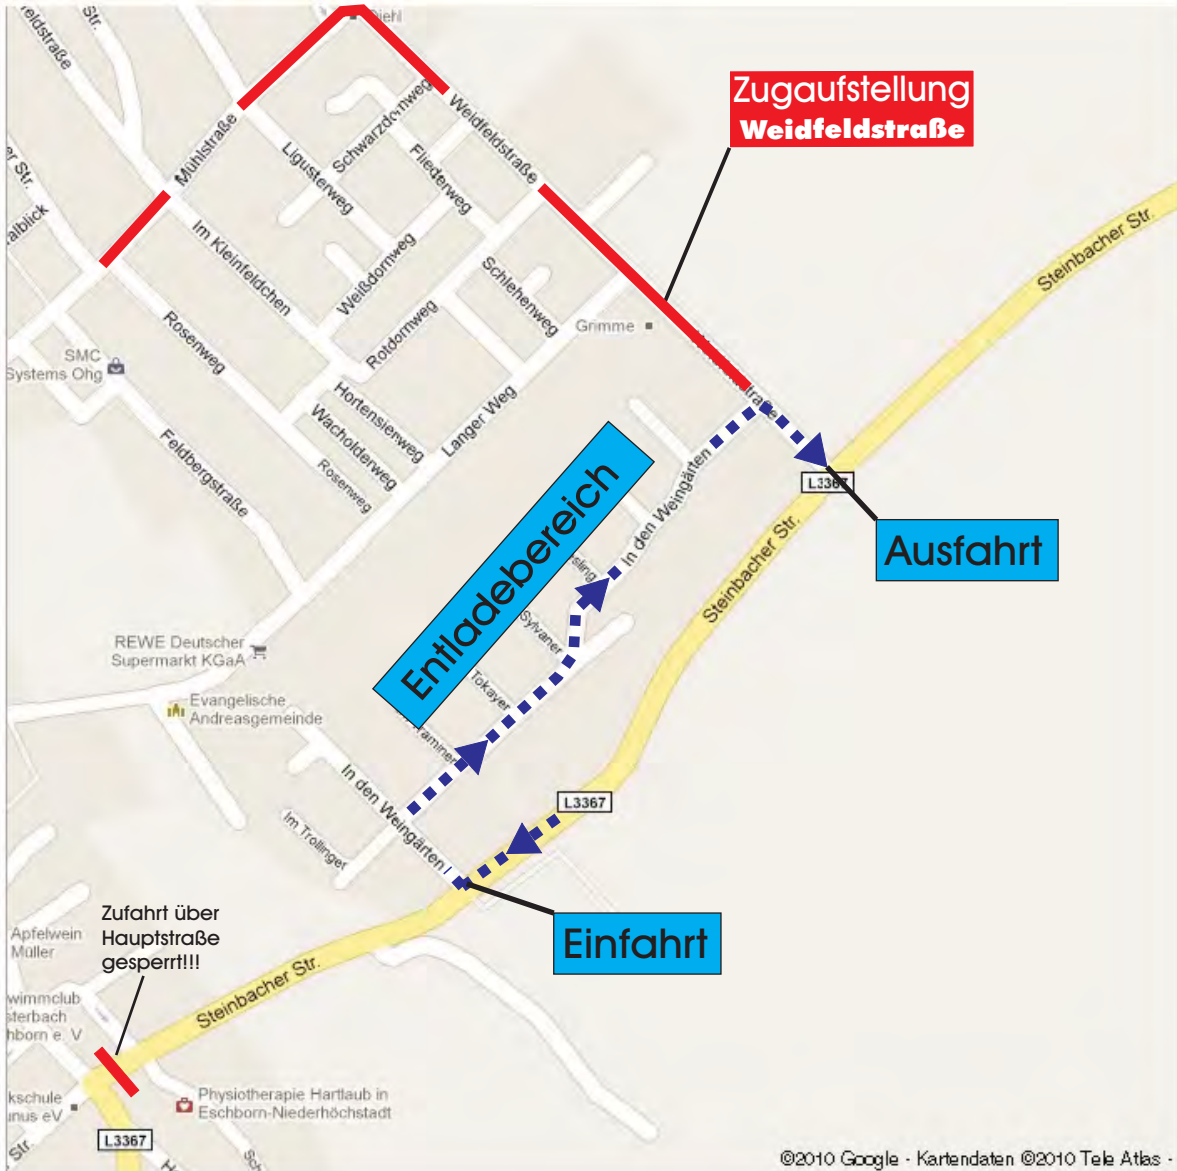 Diehl
Str.
Zugaufstellung
Weidfeldstraße
Schwarzdornweg
Weidfeldstraße
Mühlstraße
Ligusterweg
Fliederweg
Steinbacher Str.
Im Kleinfeldchen
Weißdornweg
Schlehenweg
Rosenweg
Rotdornweg
Grimme
SMC
Systems Ohg
Hortensienweg
Wacholderweg
Rosenweg
Langer Weg
Feldbergstraße
Entladebereich
In den Weingärten
L3367
Ausfahrt
Steinbacher Str.
Sylvaner
Tokayer
REWE Deutscher
Supermarkt KGaA
Evangelische
Andreasgemeinde
In den Weingärten
Im Trollinger
L3367
Einfahrt
Zufahrt über
Hauptstraße
gesperrt!!!
Apfelwein
Müller
Steinbacher Str.
Physiotherapie Hartlaub in
Eschborn-Niederhöchstadt
L3367
Str.
©2010 Google - Kartendaten ©2010 Tele Atlas -